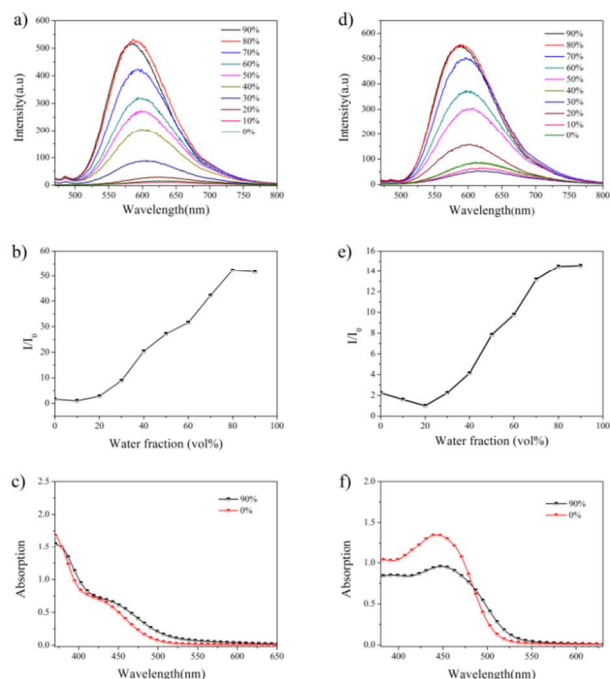 a)
600
500
400
300
200
100
0
Intensity(a.u)
90%
80%
70%
60%
50%
40%
30%
20%
10%
0%
500 550 600 650 700 750 800
Wavelength(nm)
d)
600
500
400
300
200
100
0
Intensity(a.u)
90%
80%
70%
60%
50%
40%
30%
20%
10%
0%
500 550 600 650 700 750 800
Wavelength(nm)
b)
60
50
40
30
20
10
0
I/I0
0 20 40 60 80 100
Water fraction (vol%)
e)
16
14
12
10
8
6
4
2
0
I/I0
0 20 40 60 80 100
Water fraction (vol%)
c)
2.5
2.0
1.5
1.0
0.5
0.0
Absorption
90%
0%
400 450 500 550 600 650
Wavelength(nm)
f)
2.0
1.5
1.0
0.5
0.0
Absorption
90%
0%
400 450 500 550 600
Wavelength(nm)